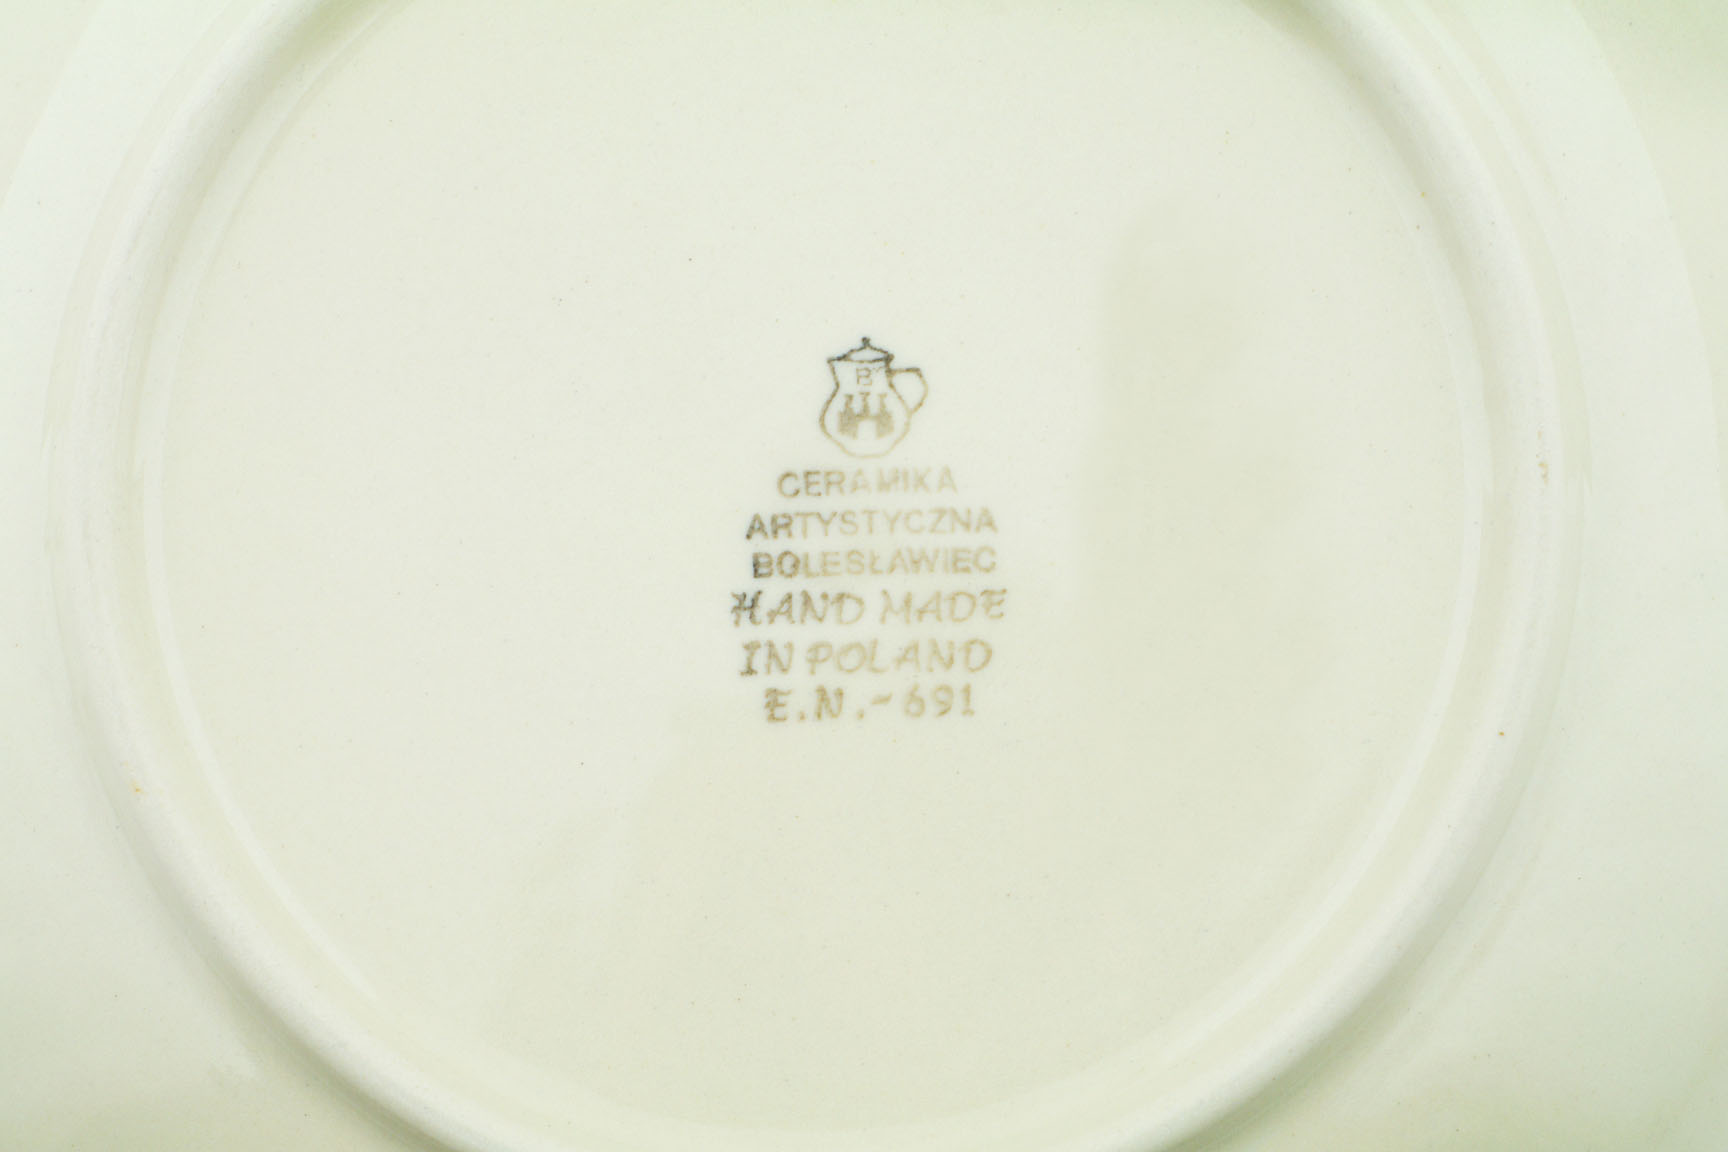 B
CERAMIKA
ARTYSTYCZNA
BOLESŁAWIEC
HAND MADE
IN POLAND
E.N.-691